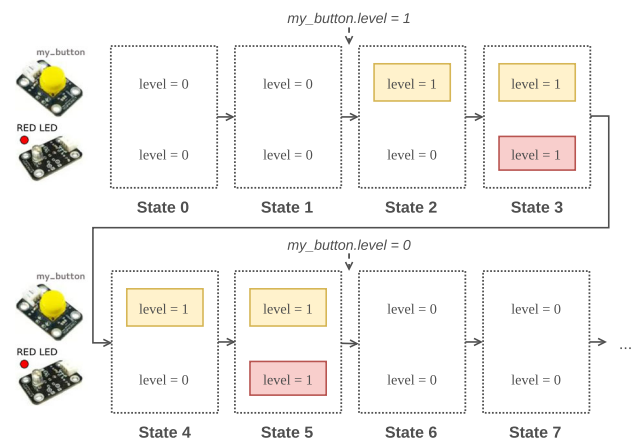 my_button.level = 1
my_button
RED LED
level = 0
level = 0
level = 1
level = 1
level = 0
level = 0
level = 0
level = 1
State 0
State 1
State 2
State 3
my_button.level = 0
my_button
RED LED
level = 1
level = 1
level = 0
level = 0
level = 0
level = 1
level = 0
level = 0
...
State 4
State 5
State 6
State 7